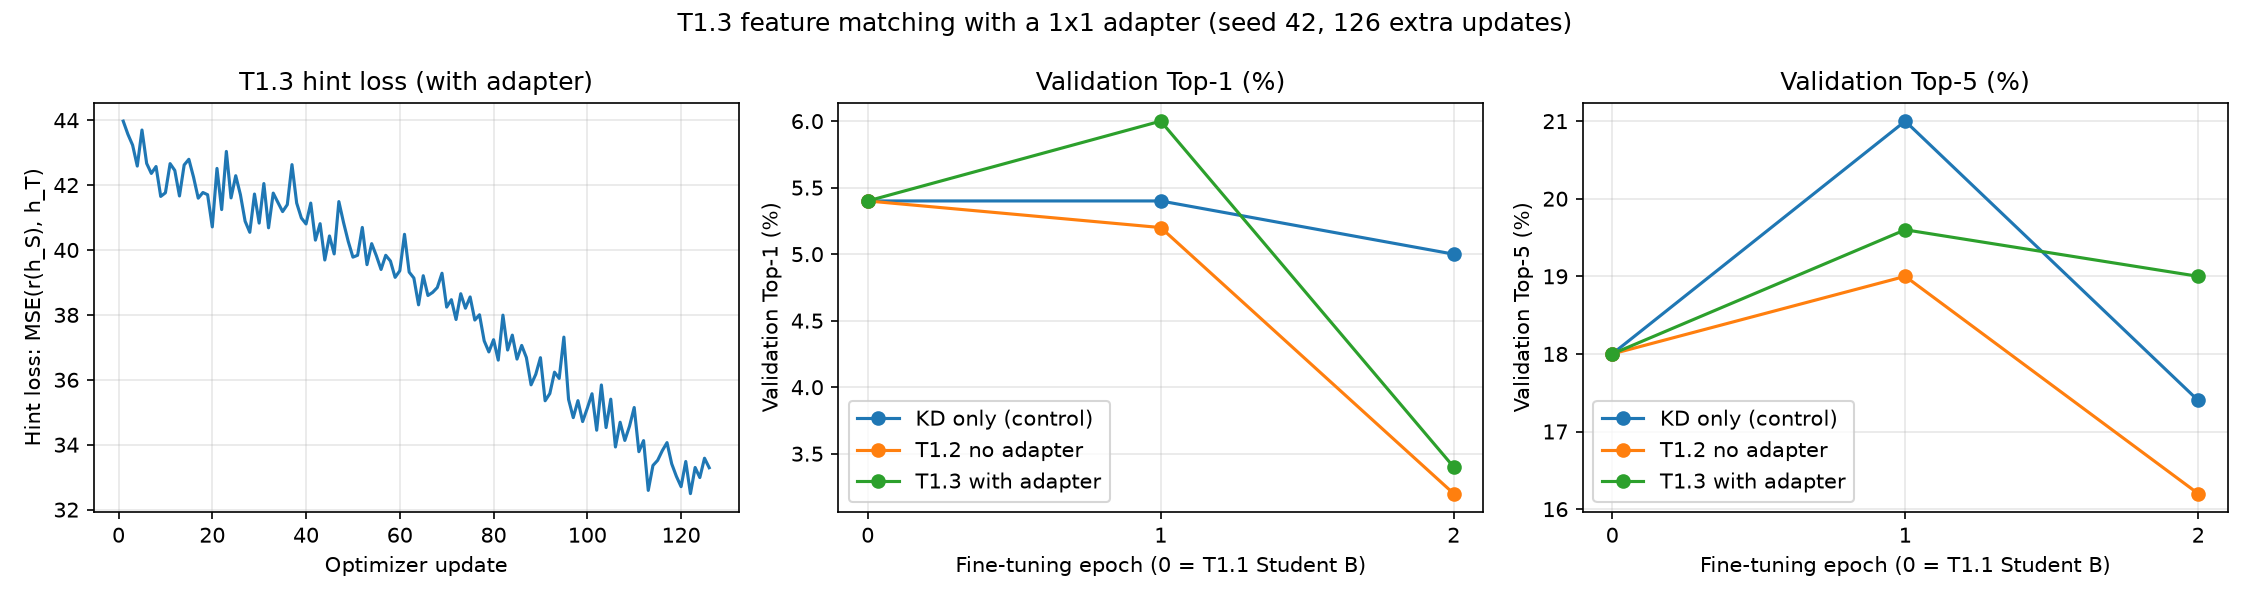 T1.3 feature matching with a 1x1 adapter (seed 42, 126 extra updates)
T1.3 hint loss (with adapter)
Hint loss: MSE(r(h_S), h_T)
44
42
40
38
36
34
32
0 20 40 60 80 100 120
Optimizer update
Validation Top-1 (%)
Validation Top-1 (%)
6.0
5.5
5.0
4.5
4.0
3.5
KD only (control)
T1.2 no adapter
T1.3 with adapter
0 1 2
Fine-tuning epoch (0 = T1.1 Student B)
Validation Top-5 (%)
Validation Top-5 (%)
21
20
19
18
17
16
KD only (control)
T1.2 no adapter
T1.3 with adapter
0 1 2
Fine-tuning epoch (0 = T1.1 Student B)